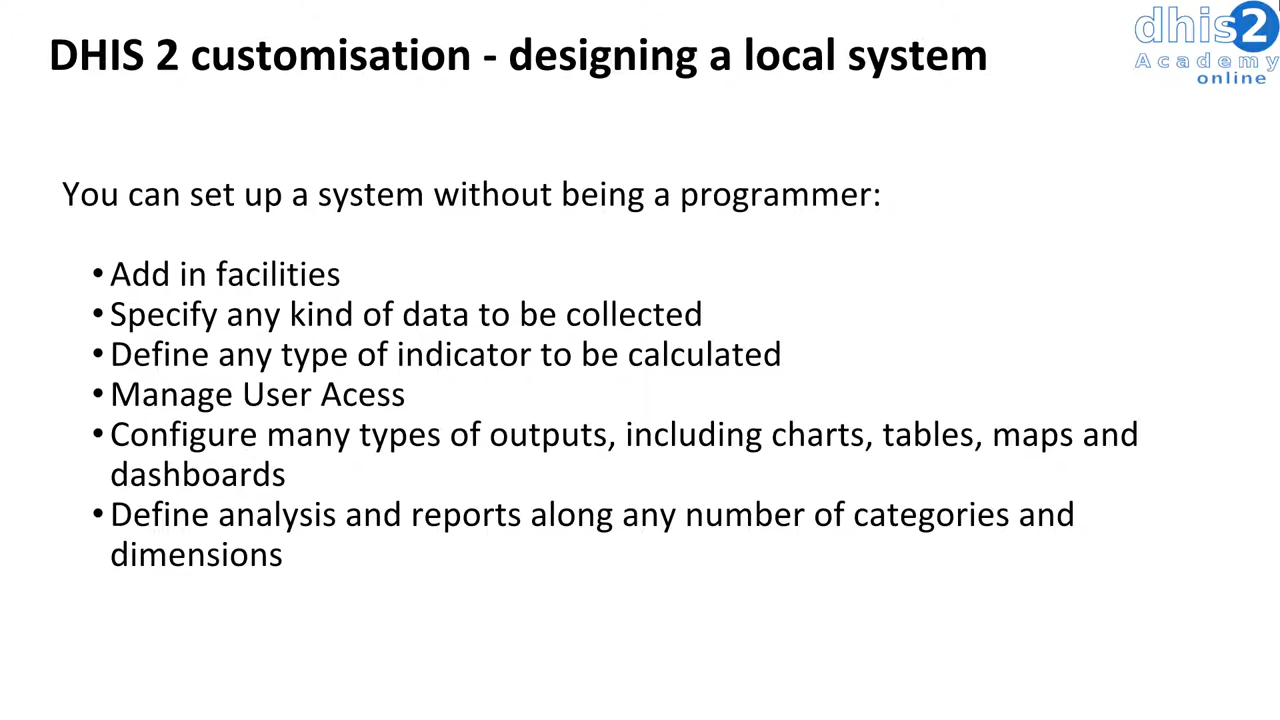 DHIS 2 customisation - designing a local system
dhis2
Academy
online
You can set up a system without being a programmer:
• Add in facilities
• Specify any kind of data to be collected
• Define any type of indicator to be calculated
• Manage User Acess
• Configure many types of outputs, including charts, tables, maps and
dashboards
• Define analysis and reports along any number of categories and
dimensions